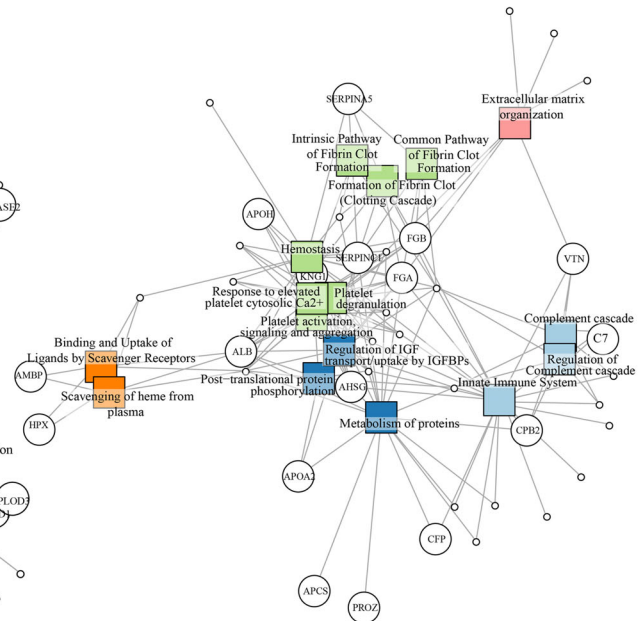 Extracellular matrix
organization
SERPINA5
Intrinsic Pathway
of Fibrin Clot
Formation
Common Pathway
of Fibrin Clot
Formation
Formation of Fibrin Clot
(Clotting Cascade)
ASE2
APOH
FGB
Hemostasis
SERPINC1
VTN
KNG1
FGA
Response to elevated
platelet cytosolic Ca2+
Platelet
degranulation
Platelet activation,
signaling and aggregation
Complement cascade
C7
Binding and Uptake of
Ligands by Scavenger Receptors
ALB
Regulation of IGF
transport/uptake by IGFBPs
Regulation of
Complement cascade
AMBP
Post-translational protein
phosphorylation
AHSG
Innate Immune System
Scavenging of heme from
plasma
HPX
Metabolism of proteins
CPB2
on
APOA2
PLOD3
D1
CFP
APCS
PROZ